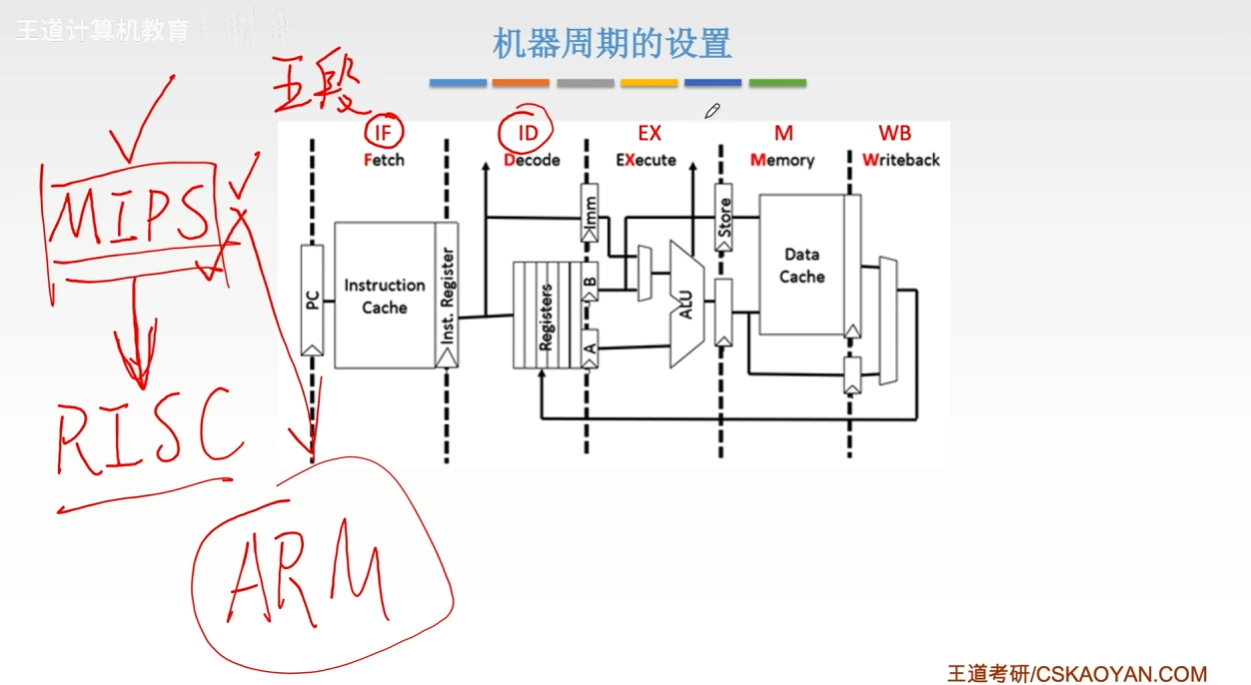 王道计算机教育
机器周期的设置
五段
IF
ID
EX
M
WB
Fetch
Decode
EXecute
Memory
Writeback
MIPS
PC
Instruction
Cache
Inst. Register
Registers
Imm
B
A
ALU
Store
Data
Cache
RISC
ARM
王道考研/CSKAOYAN.COM